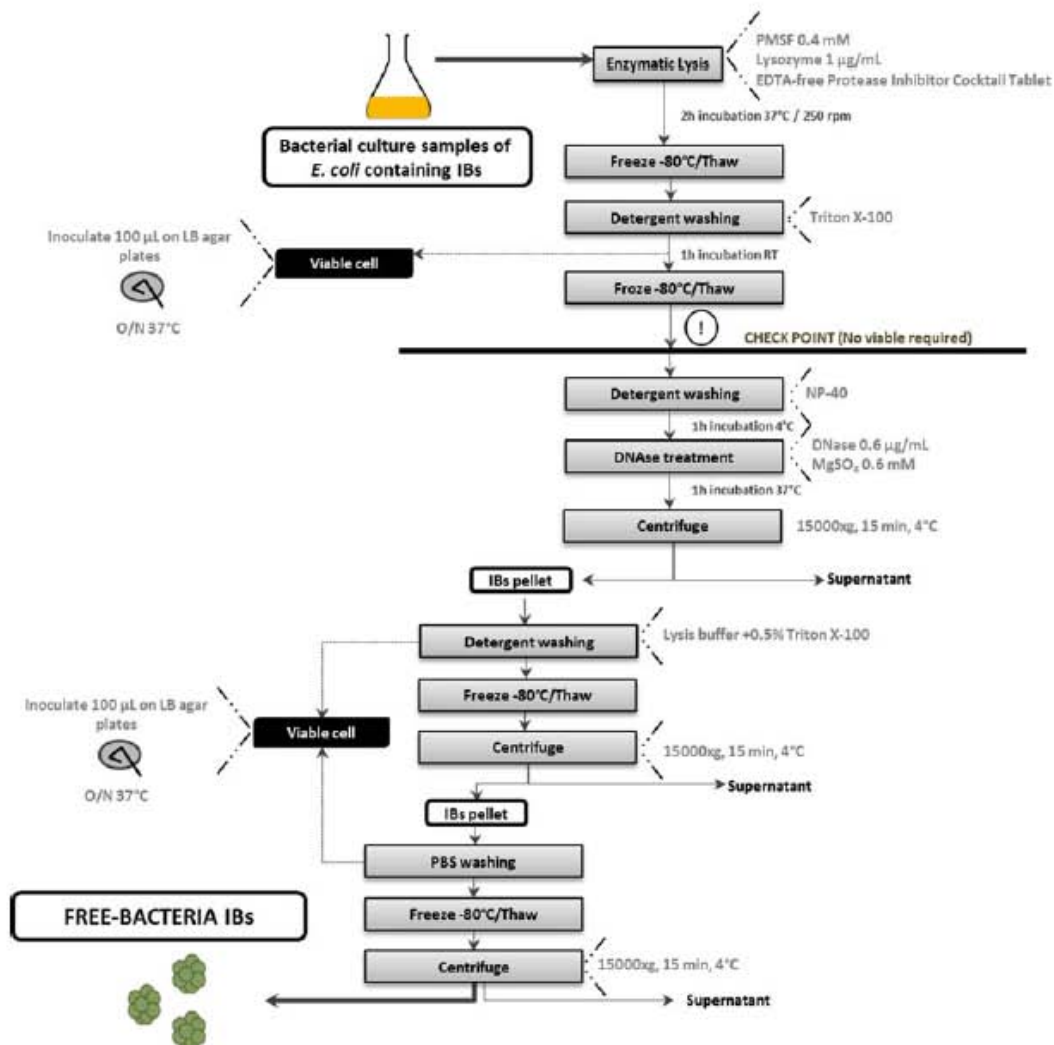 PMSF 0.4 mM
Lysozyme 1 µg/mL
EDTA-free Protease Inhibitor Cocktail Tablet
Enzymatic Lysis
2h incubation 37°C / 250 rpm
Bacterial culture samples of
E. coli containing IBs
Freeze -80°C/Thaw
Detergent washing
Triton X-100
Inoculate 100 µL on LB agar
plates
O/N 37°C
Viable cell
1h incubation RT
Froze -80°C/Thaw
!
CHECK POINT (No viable required)
Detergent washing
NP-40
1h incubation 4°C
DNAse treatment
DNase 0.6 µg/mL
MgSO₄ 0.6 mM
1h incubation 37°C
Centrifuge
15000xg, 15 min, 4°C
IBs pellet
Supernatant
Detergent washing
Lysis buffer +0.5% Triton X-100
Freeze -80°C/Thaw
Inoculate 100 µL on LB agar
plates
O/N 37°C
Viable cell
Centrifuge
15000xg, 15 min, 4°C
Supernatant
IBs pellet
PBS washing
Freeze -80°C/Thaw
FREE-BACTERIA IBs
Centrifuge
15000xg, 15 min, 4°C
Supernatant